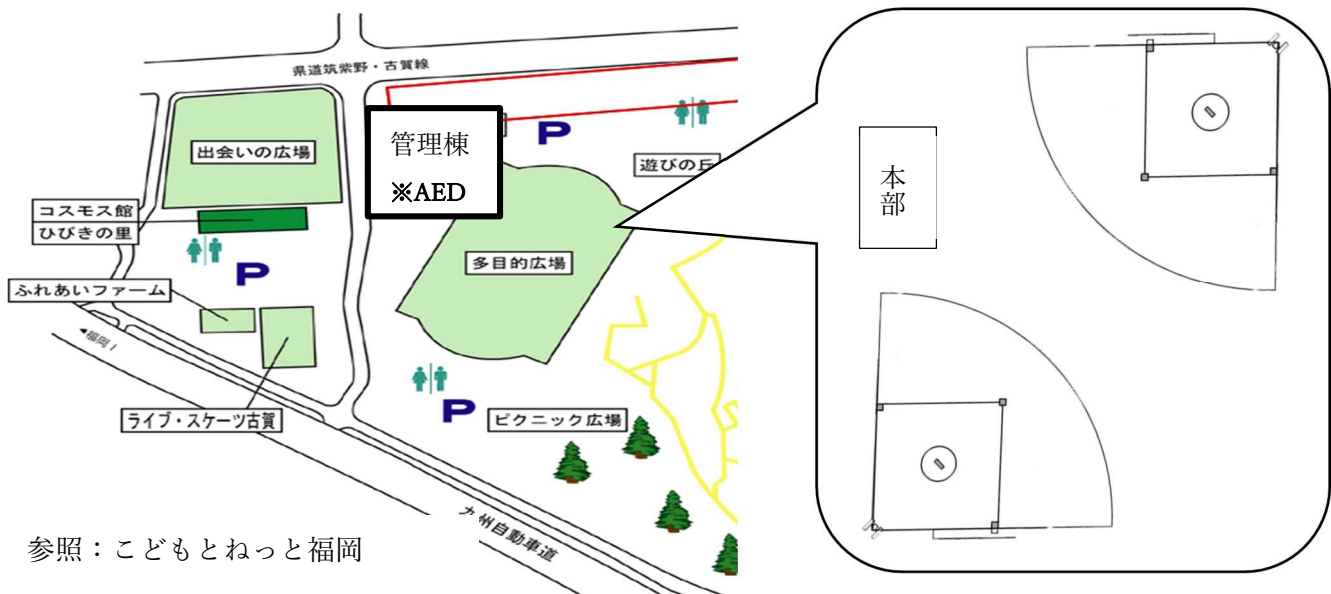 県道筑紫野・古賀線
管理棟
※AED
P
出会いの広場
遊びの丘
コスモス館
ひびきの里
P
多目的広場
ふれあいファーム
◀福岡I
ライブ・スケーツ古賀
P
ピクニック広場
九州自動車道
参照：こどもとねっと福岡
本部